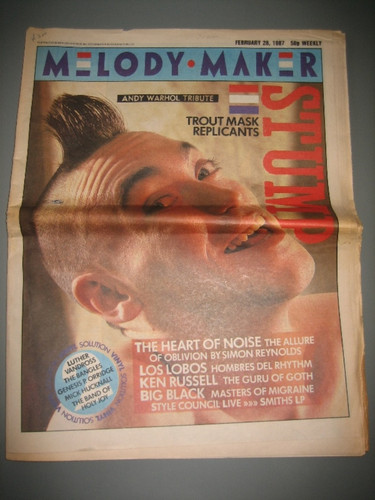 FEBRUARY 28, 1987 50p WEEKLY
MELODY·MAKER
ANDY WARHOL TRIBUTE
TROUT MASK
REPLICANTS
STUMP
THE HEART OF NOISE THE ALLURE
OF OBLIVION BY SIMON REYNOLDS
LOS LOBOS HOMBRES DEL RHYTHM
KEN RUSSELL THE GURU OF GOTH
BIG BLACK MASTERS OF MIGRAINE
STYLE COUNCIL LIVE »»» SMITHS LP
SOLUTION VINYL
LUTHER
VANDROSS
THE BANGLES
GENESIS P ORRIDGE
MICK HUCKNALL
THE BAND OF
HOLY JOY